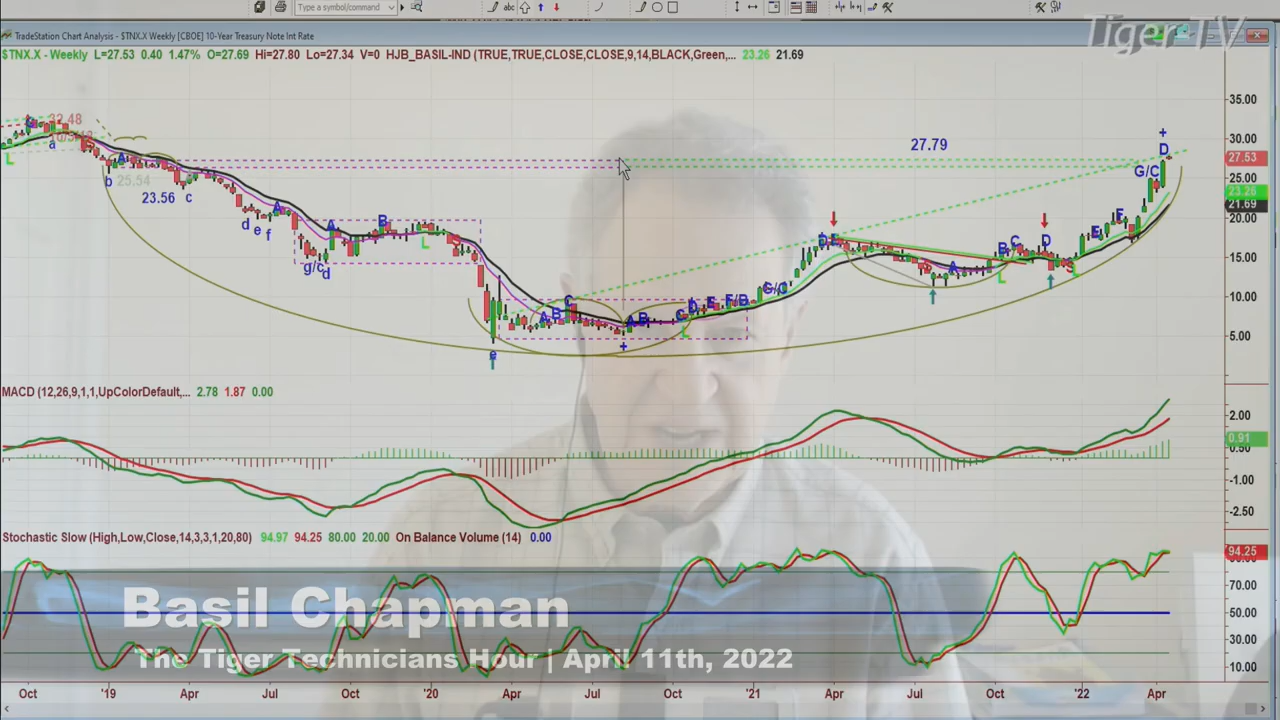 Type a symbol/command
abc
Tiger TV
TradeStation Chart Analysis - $TNX.X Weekly [CBOE] 10-Year Treasury Note Int Rate
$TNX.X - Weekly L=27.53 0.40 1.47% O=27.69 Hi=27.80 Lo=27.34 V=0 HJB_BASIL-IND (TRUE,TRUE,CLOSE,CLOSE,9,14,BLACK,Green,... 23.26 21.69
35.00
30.00
27.53
25.00
23.26
21.69
20.00
15.00
10.00
5.00
32.48
a
L
A
b 25.54
23.56 c
d e f
A
g/c
d
A
B
L
S
e
A B
C
+
A B
C
D
L
E
F/B
G/C
D E
A
B
C
L
D
S
L
E
F
G/C
D
+
27.79
MACD (12,26,9,1,1,UpColorDefault,... 2.78 1.87 0.00
2.00
0.91
0.50
-1.00
-2.50
Stochastic Slow (High,Low,Close,14,3,3,1,20,80) 94.97 94.25 80.00 20.00 On Balance Volume (14) 0.00
94.25
70.00
50.00
30.00
10.00
Basil Chapman
The Tiger Technicians Hour | April 11th, 2022
Oct '19 Apr Jul Oct '20 Apr Jul Oct '21 Apr Jul Oct '22 Apr